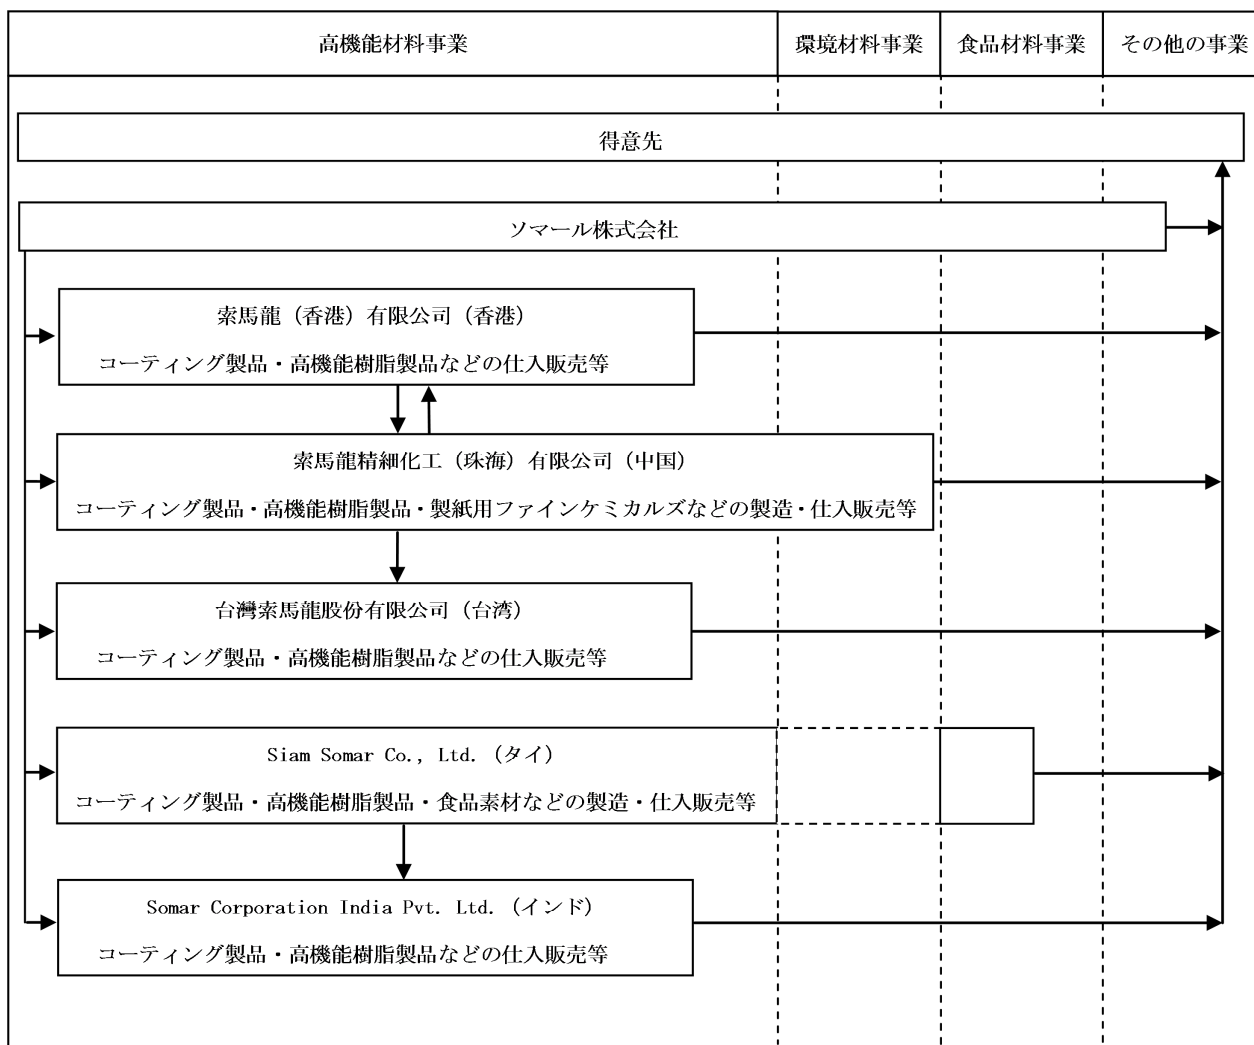 高機能材料事業
環境材料事業
食品材料事業
その他の事業
得意先
ソマール株式会社
索馬龍（香港）有限公司（香港）
コーティング製品・高機能樹脂製品などの仕入販売等
索馬龍精細化工（珠海）有限公司（中国）
コーティング製品・高機能樹脂製品・製紙用ファインケミカルズなどの製造・仕入販売等
台灣索馬龍股份有限公司（台湾）
コーティング製品・高機能樹脂製品などの仕入販売等
Siam Somar Co., Ltd.（タイ）
コーティング製品・高機能樹脂製品・食品素材などの製造・仕入販売等
Somar Corporation India Pvt. Ltd.（インド）
コーティング製品・高機能樹脂製品などの仕入販売等